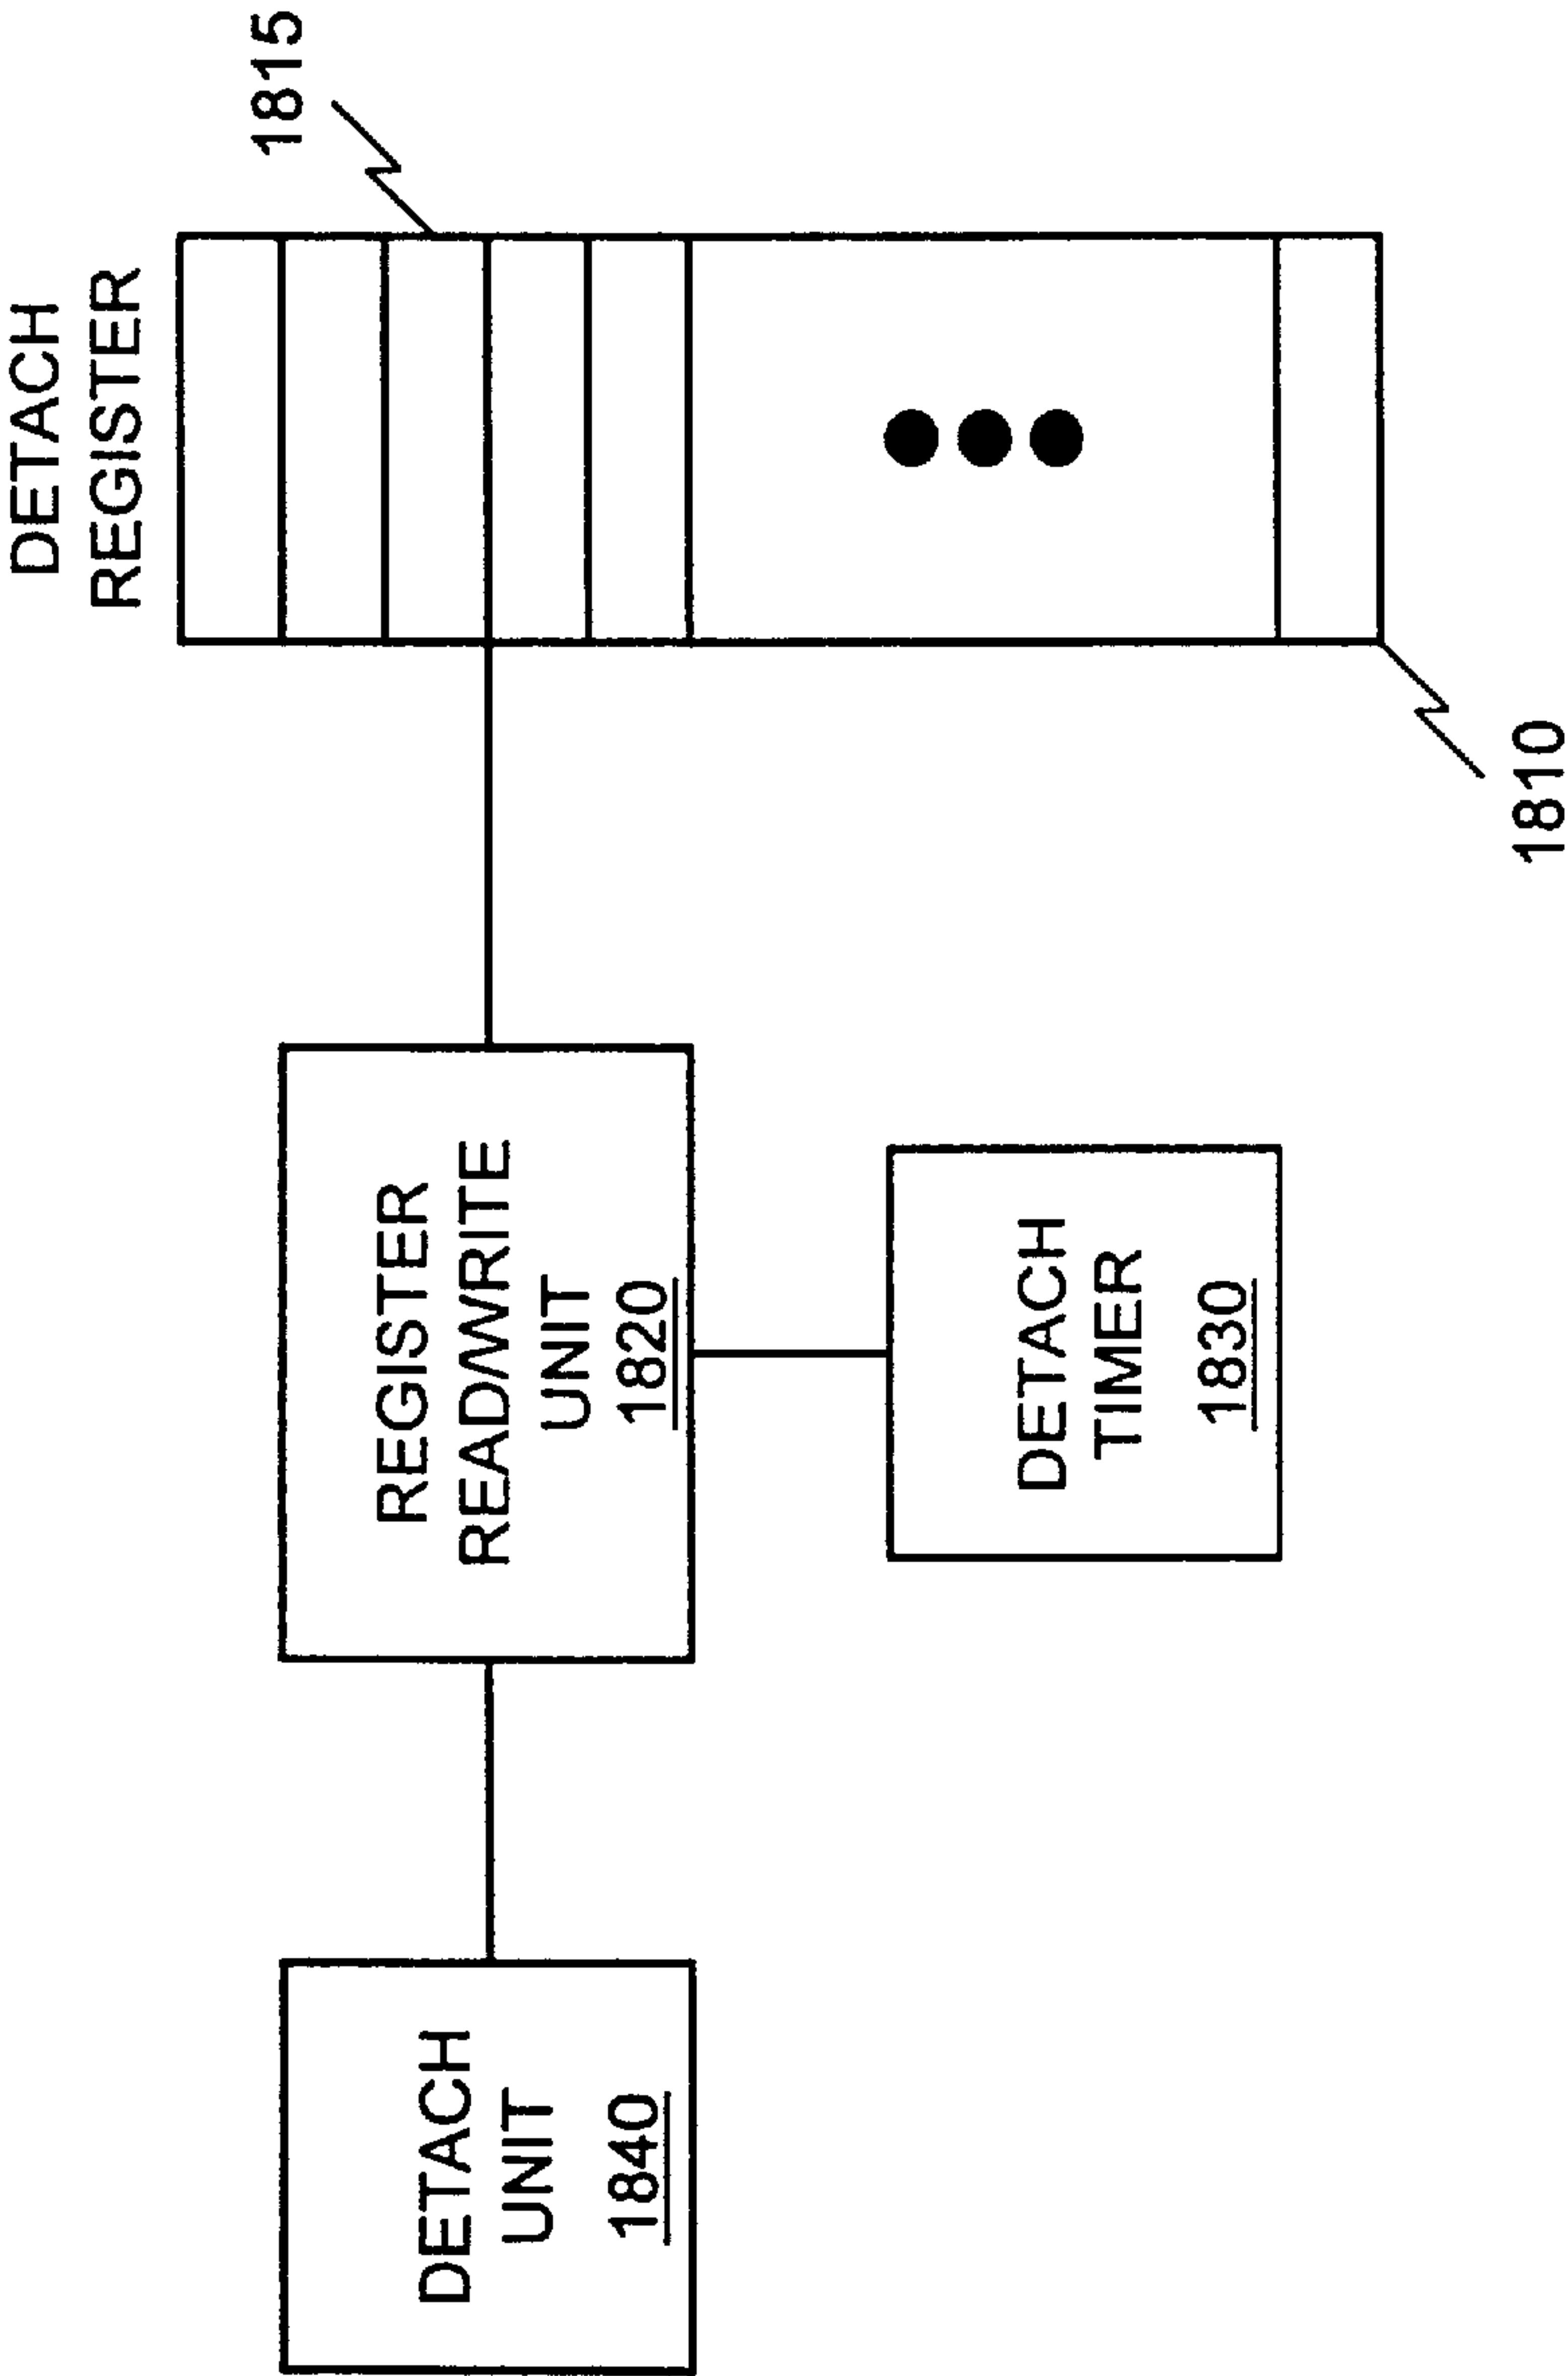 DETACH
REGISTER
1815
1810
REGISTER
READ/WRITE
UNIT
1820
DETACH
TIMER
1830
DETACH
UNIT
1840